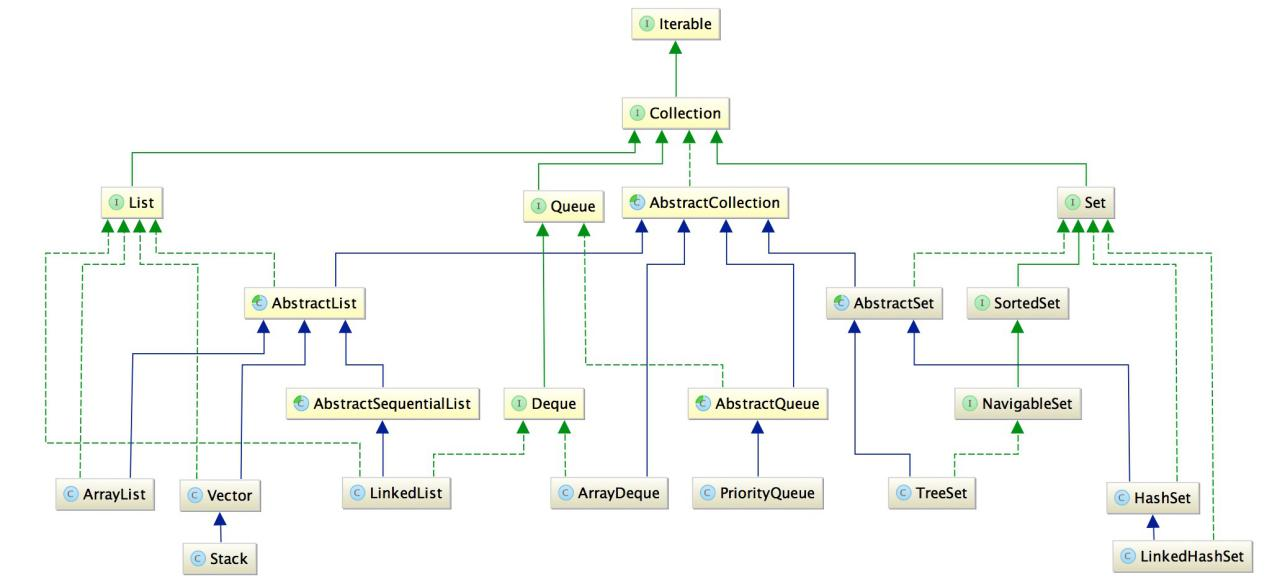 I Iterable
I Collection
I List
I Queue
C AbstractCollection
I Set
C AbstractList
C AbstractSet
I SortedSet
C AbstractSequentialList
I Deque
C AbstractQueue
I NavigableSet
C ArrayList
C Vector
C LinkedList
C ArrayDeque
C PriorityQueue
C TreeSet
C HashSet
C Stack
C LinkedHashSet